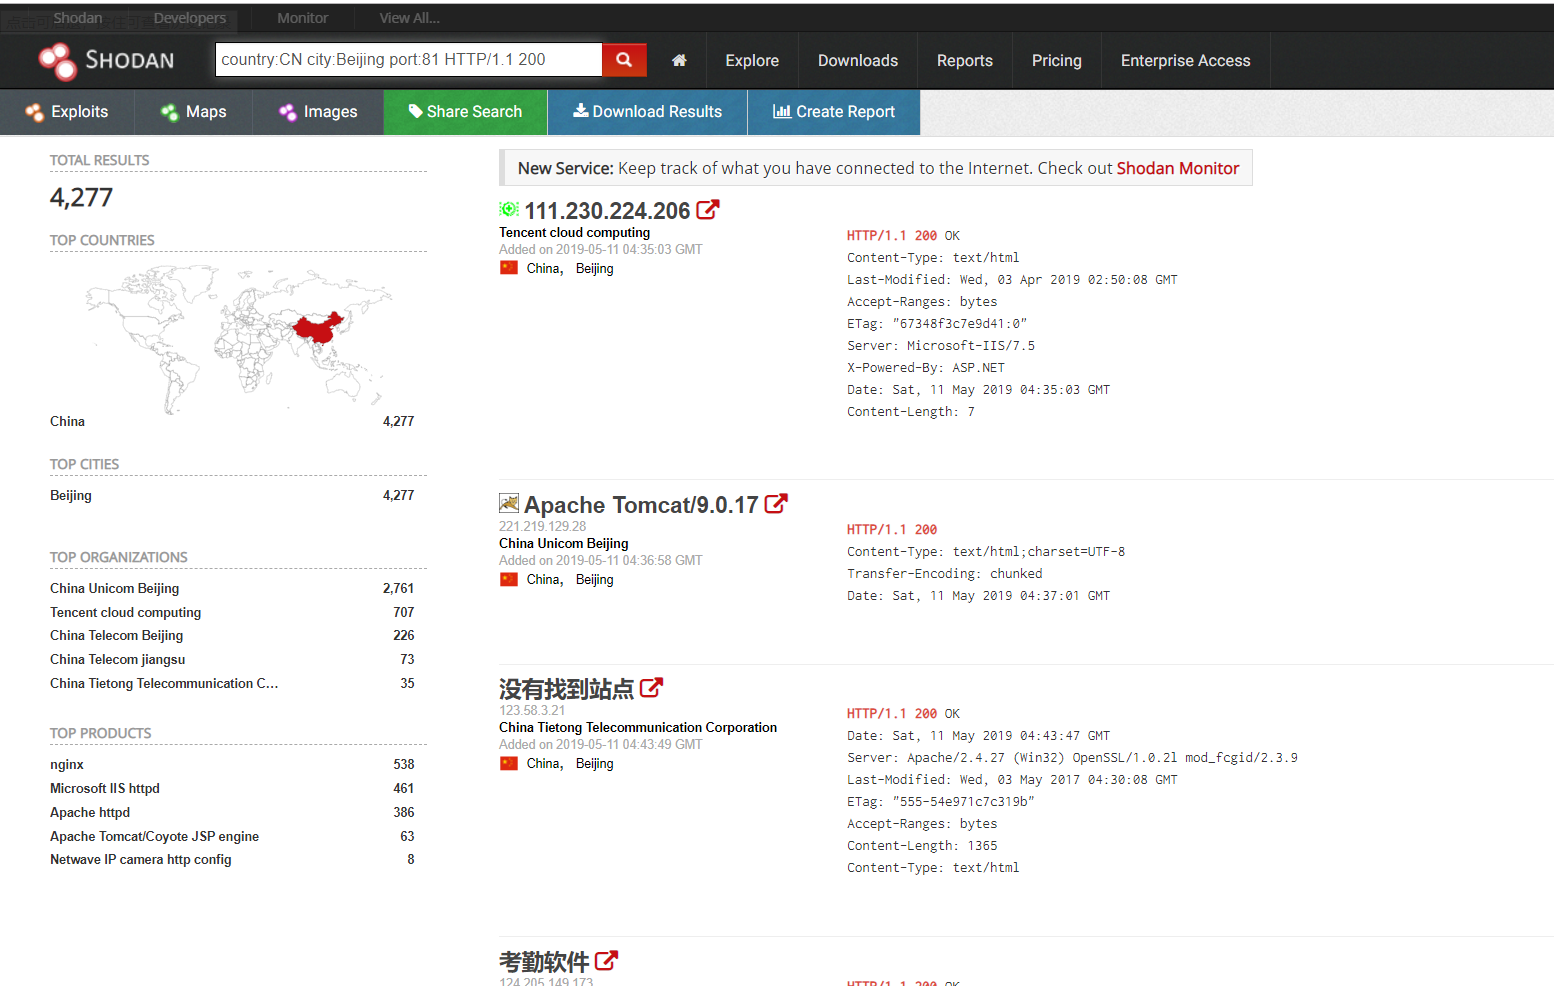 Shodan Developers Monitor View All...
SHODAN country:CN city:Beijing port:81 HTTP/1.1 200 Explore Downloads Reports Pricing Enterprise Access
Exploits Maps Images Share Search Download Results Create Report
TOTAL RESULTS
4,277
TOP COUNTRIES
China 4,277
TOP CITIES
Beijing 4,277
TOP ORGANIZATIONS
China Unicom Beijing 2,761
Tencent cloud computing 707
China Telecom Beijing 226
China Telecom jiangsu 73
China Tietong Telecommunication C... 35
TOP PRODUCTS
nginx 538
Microsoft IIS httpd 461
Apache httpd 386
Apache Tomcat/Coyote JSP engine 63
Netwave IP camera http config 8
New Service: Keep track of what you have connected to the Internet. Check out Shodan Monitor
111.230.224.206
Tencent cloud computing
Added on 2019-05-11 04:35:03 GMT
China, Beijing
HTTP/1.1 200 OK
Content-Type: text/html
Last-Modified: Wed, 03 Apr 2019 02:50:08 GMT
Accept-Ranges: bytes
ETag: "67348f3c7e9d41:0"
Server: Microsoft-IIS/7.5
X-Powered-By: ASP.NET
Date: Sat, 11 May 2019 04:35:03 GMT
Content-Length: 7
Apache Tomcat/9.0.17
221.219.129.28
China Unicom Beijing
Added on 2019-05-11 04:36:58 GMT
China, Beijing
HTTP/1.1 200
Content-Type: text/html;charset=UTF-8
Transfer-Encoding: chunked
Date: Sat, 11 May 2019 04:37:01 GMT
没有找到站点
123.58.3.21
China Tietong Telecommunication Corporation
Added on 2019-05-11 04:43:49 GMT
China, Beijing
HTTP/1.1 200 OK
Date: Sat, 11 May 2019 04:43:47 GMT
Server: Apache/2.4.27 (Win32) OpenSSL/1.0.2l mod_fcgid/2.3.9
Last-Modified: Wed, 03 May 2017 04:30:08 GMT
ETag: "555-54e971c7c319b"
Accept-Ranges: bytes
Content-Length: 1365
Content-Type: text/html
考勤软件
124.205.149.173
HTTP/1.1 200 OK